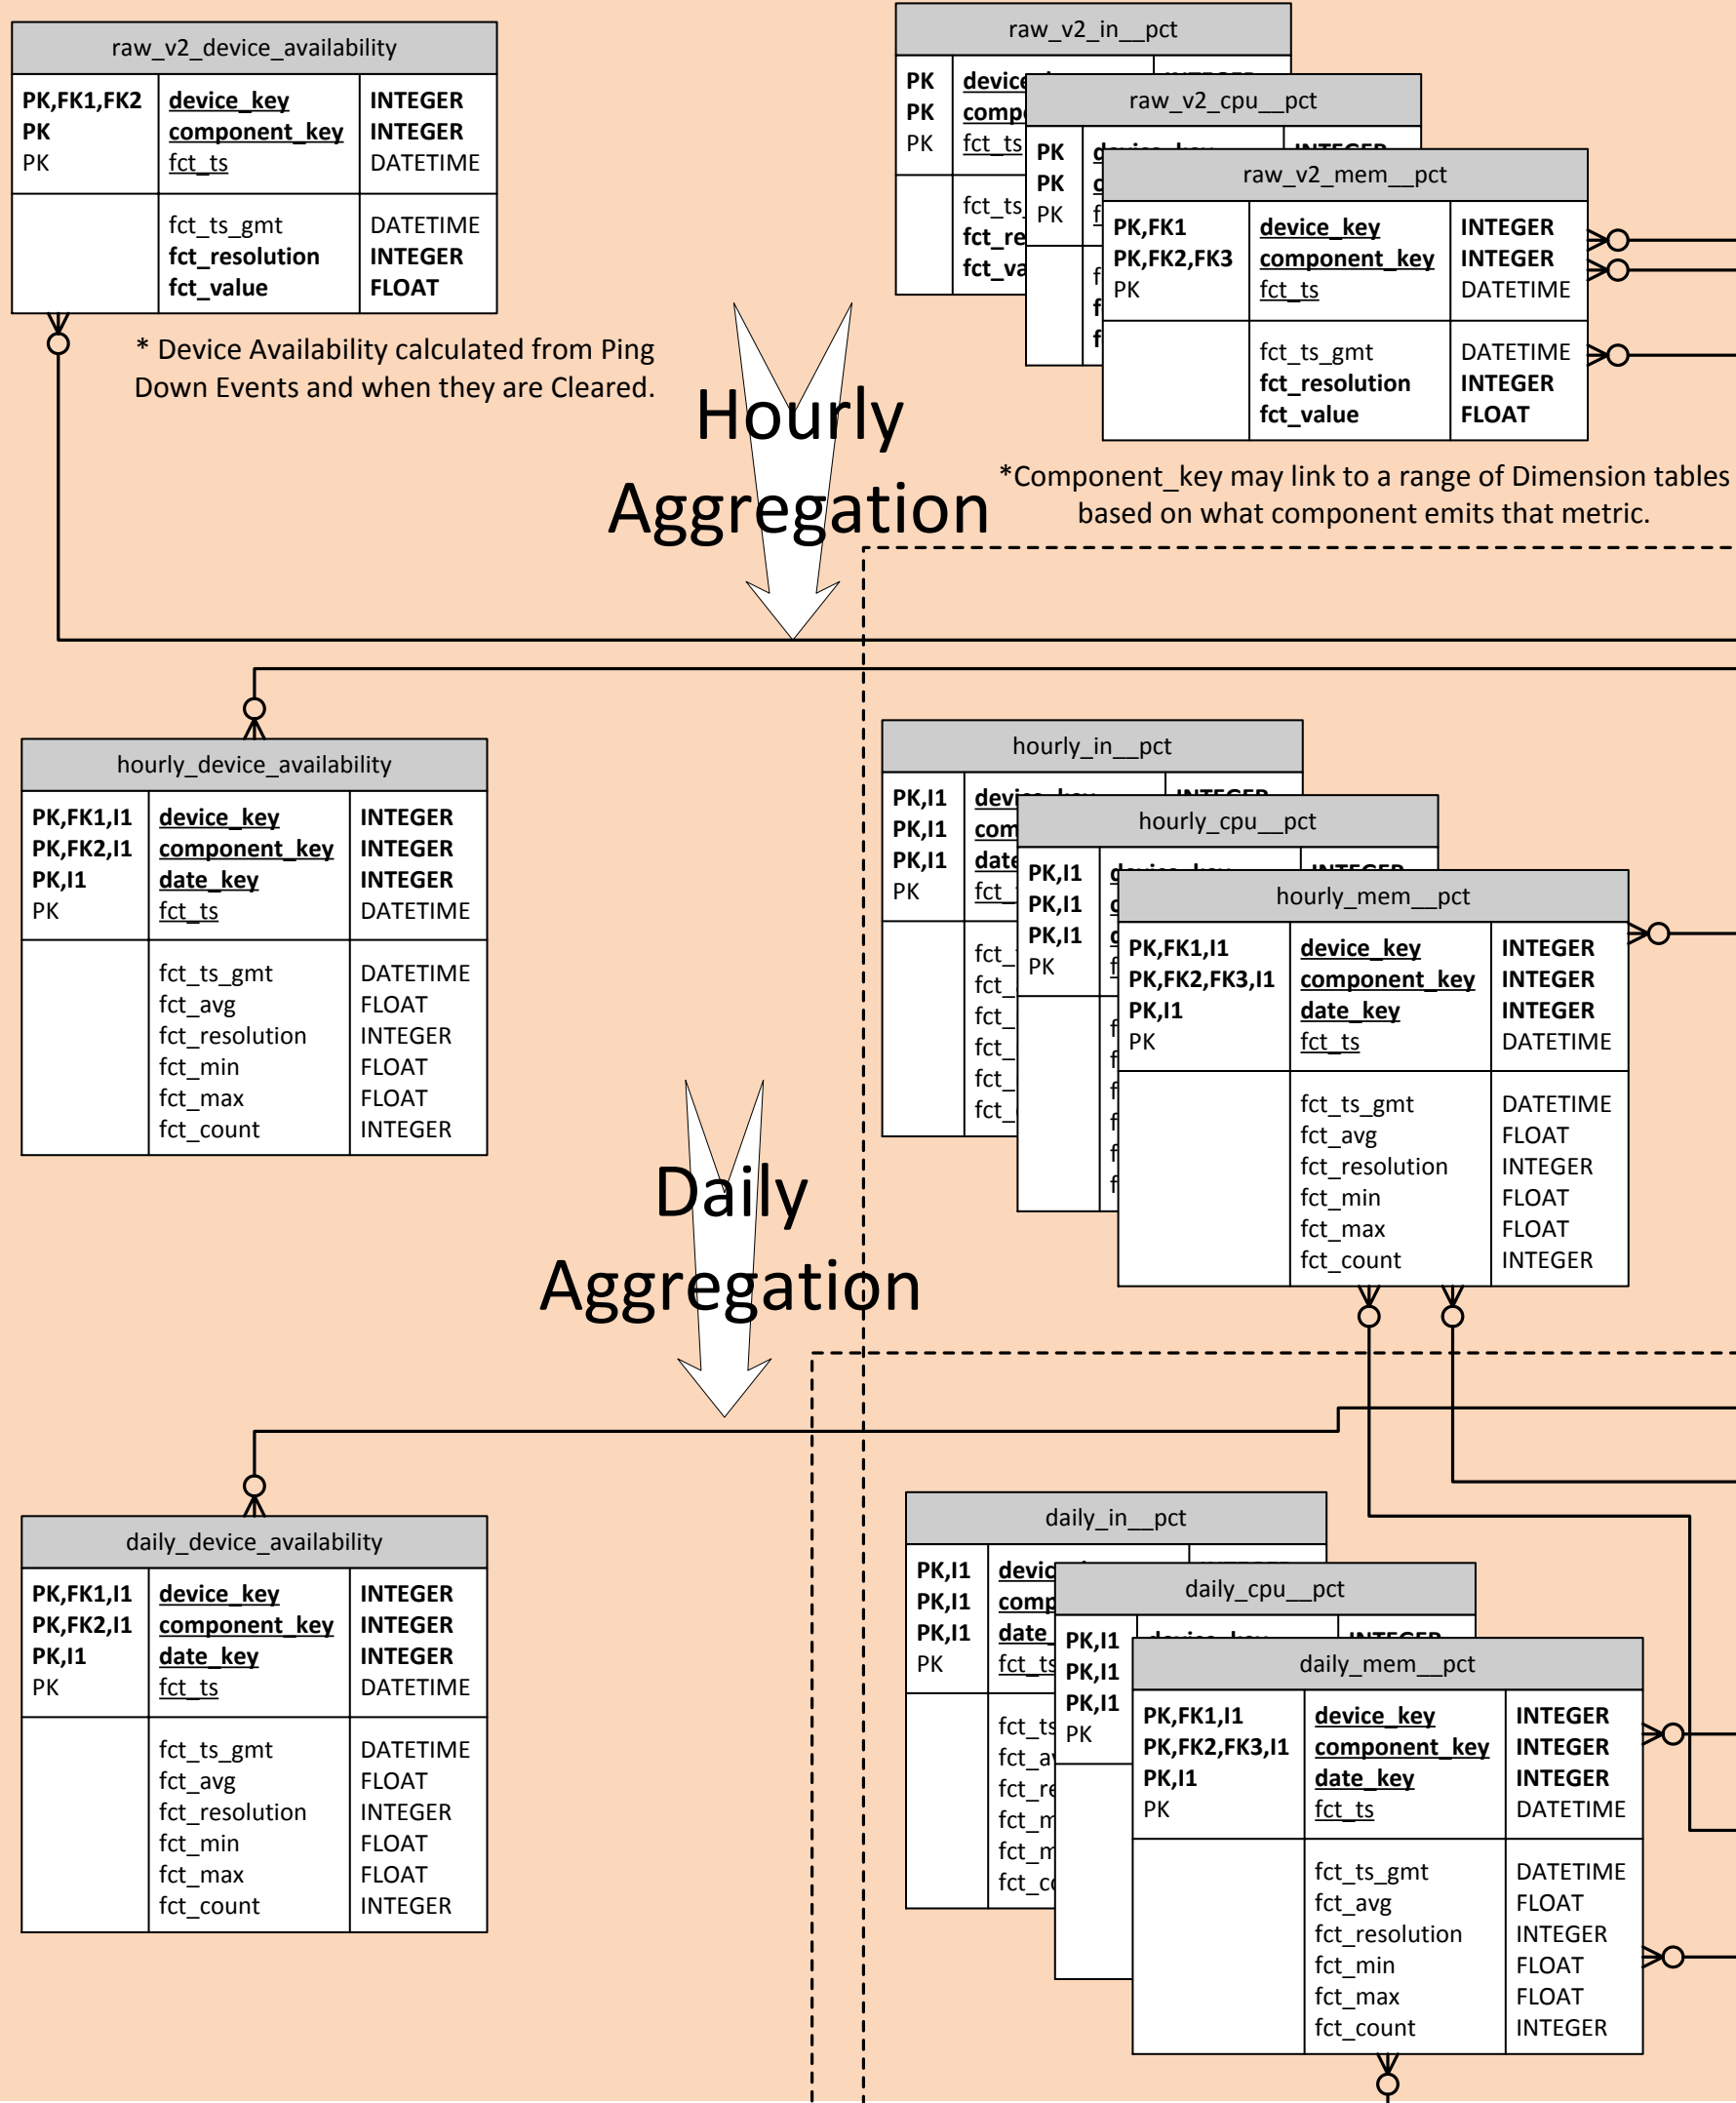 raw_v2_device_availability
PK,FK1,FK2 device_key INTEGER
PK component_key INTEGER
PK fct_ts DATETIME
fct_ts_gmt DATETIME
fct_resolution INTEGER
fct_value FLOAT
* Device Availability calculated from Ping
Down Events and when they are Cleared.
raw_v2_in__pct
PK
PK
PK fct_ts
raw_v2_cpu__pct
PK
PK
PK
raw_v2_mem__pct
PK,FK1 device_key INTEGER
PK,FK2,FK3 component_key INTEGER
PK fct_ts DATETIME
fct_ts_gmt DATETIME
fct_resolution INTEGER
fct_value FLOAT
*Component_key may link to a range of Dimension tables
based on what component emits that metric.
Hourly
Aggregation
hourly_device_availability
PK,FK1,I1 device_key INTEGER
PK,FK2,I1 component_key INTEGER
PK,I1 date_key INTEGER
PK fct_ts DATETIME
fct_ts_gmt DATETIME
fct_avg FLOAT
fct_resolution INTEGER
fct_min FLOAT
fct_max FLOAT
fct_count INTEGER
hourly_in__pct
PK,I1
PK,I1
PK,I1
PK
hourly_cpu__pct
PK,I1
PK,I1
PK,I1
PK
hourly_mem__pct
PK,FK1,I1 device_key INTEGER
PK,FK2,FK3,I1 component_key INTEGER
PK,I1 date_key INTEGER
PK fct_ts DATETIME
fct_ts_gmt DATETIME
fct_avg FLOAT
fct_resolution INTEGER
fct_min FLOAT
fct_max FLOAT
fct_count INTEGER
Daily
Aggregation
daily_device_availability
PK,FK1,I1 device_key INTEGER
PK,FK2,I1 component_key INTEGER
PK,I1 date_key INTEGER
PK fct_ts DATETIME
fct_ts_gmt DATETIME
fct_avg FLOAT
fct_resolution INTEGER
fct_min FLOAT
fct_max FLOAT
fct_count INTEGER
daily_in__pct
PK,I1
PK,I1
PK,I1
PK fct_ts
daily_cpu__pct
PK,I1
PK,I1
PK,I1
PK
daily_mem__pct
PK,FK1,I1 device_key INTEGER
PK,FK2,FK3,I1 component_key INTEGER
PK,I1 date_key INTEGER
PK fct_ts DATETIME
fct_ts_gmt DATETIME
fct_avg FLOAT
fct_resolution INTEGER
fct_min FLOAT
fct_max FLOAT
fct_count INTEGER